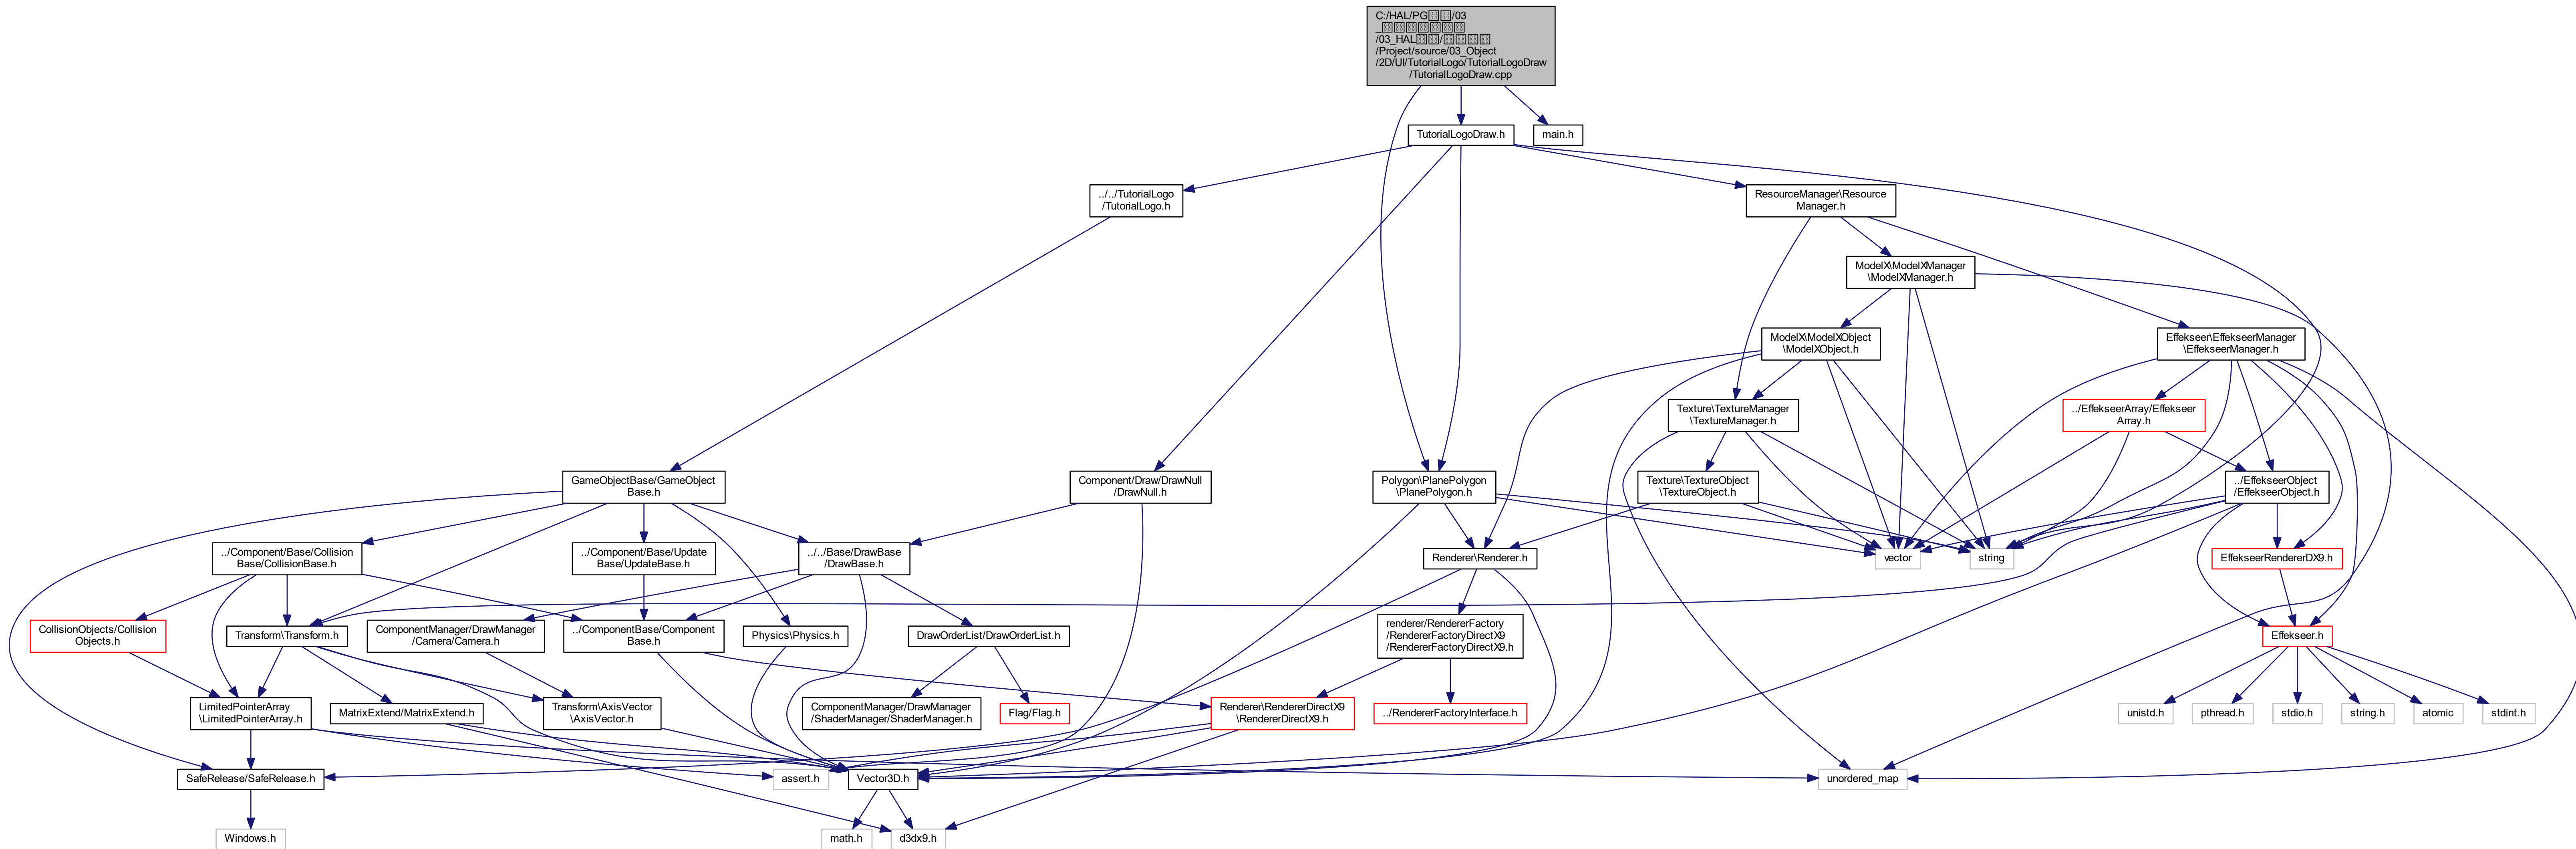 C:/HAL/PG/03
_
/03_HAL/
/Project/source/03_Object
/2D/UI/TutorialLogo/TutorialLogoDraw
/TutorialLogoDraw.cpp
TutorialLogoDraw.h
main.h
../../TutorialLogo
/TutorialLogo.h
ResourceManager\Resource
Manager.h
ModelX\ModelXManager
\ModelXManager.h
ModelX\ModelXObject
\ModelXObject.h
Effekseer\EffekseerManager
\EffekseerManager.h
Texture\TextureManager
\TextureManager.h
../EffekseerArray/Effekseer
Array.h
GameObjectBase/GameObject
Base.h
Component/Draw/DrawNull
/DrawNull.h
Polygon\PlanePolygon
\PlanePolygon.h
Texture\TextureObject
\TextureObject.h
../EffekseerObject
/EffekseerObject.h
../Component/Base/Collision
Base/CollisionBase.h
../Component/Base/Update
Base/UpdateBase.h
../../Base/DrawBase
/DrawBase.h
Renderer\Renderer.h
vector
string
EffekseerRendererDX9.h
CollisionObjects/Collision
Objects.h
Transform\Transform.h
ComponentManager/DrawManager
/Camera/Camera.h
../ComponentBase/Component
Base.h
Physics\Physics.h
DrawOrderList/DrawOrderList.h
renderer/RendererFactory
/RendererFactoryDirectX9
/RendererFactoryDirectX9.h
Effekseer.h
LimitedPointerArray
\LimitedPointerArray.h
MatrixExtend/MatrixExtend.h
Transform\AxisVector
\AxisVector.h
ComponentManager/DrawManager
/ShaderManager/ShaderManager.h
Flag/Flag.h
Renderer\RendererDirectX9
\RendererDirectX9.h
../RendererFactoryInterface.h
unistd.h
pthread.h
stdio.h
string.h
atomic
stdint.h
SafeRelease/SafeRelease.h
assert.h
Vector3D.h
unordered_map
Windows.h
math.h
d3dx9.h